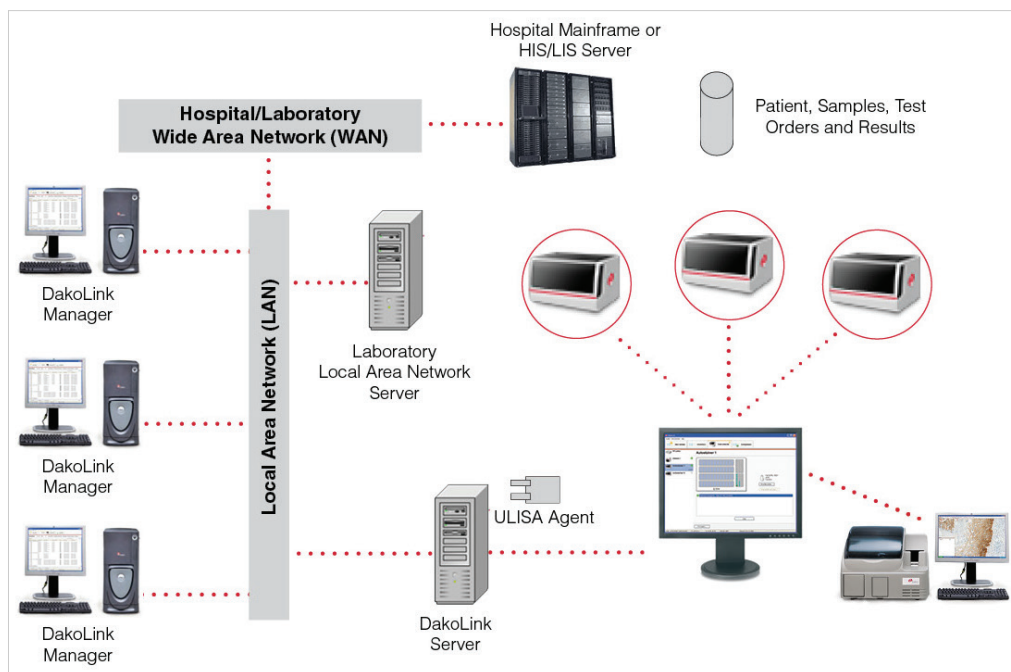 Hospital Mainframe or
HIS/LIS Server
Hospital/Laboratory
Wide Area Network (WAN)
Patient, Samples, Test
Orders and Results
DakoLink
Manager
Local Area Network (LAN)
Laboratory
Local Area Network
Server
DakoLink
Manager
ULISA Agent
DakoLink
Manager
DakoLink
Server